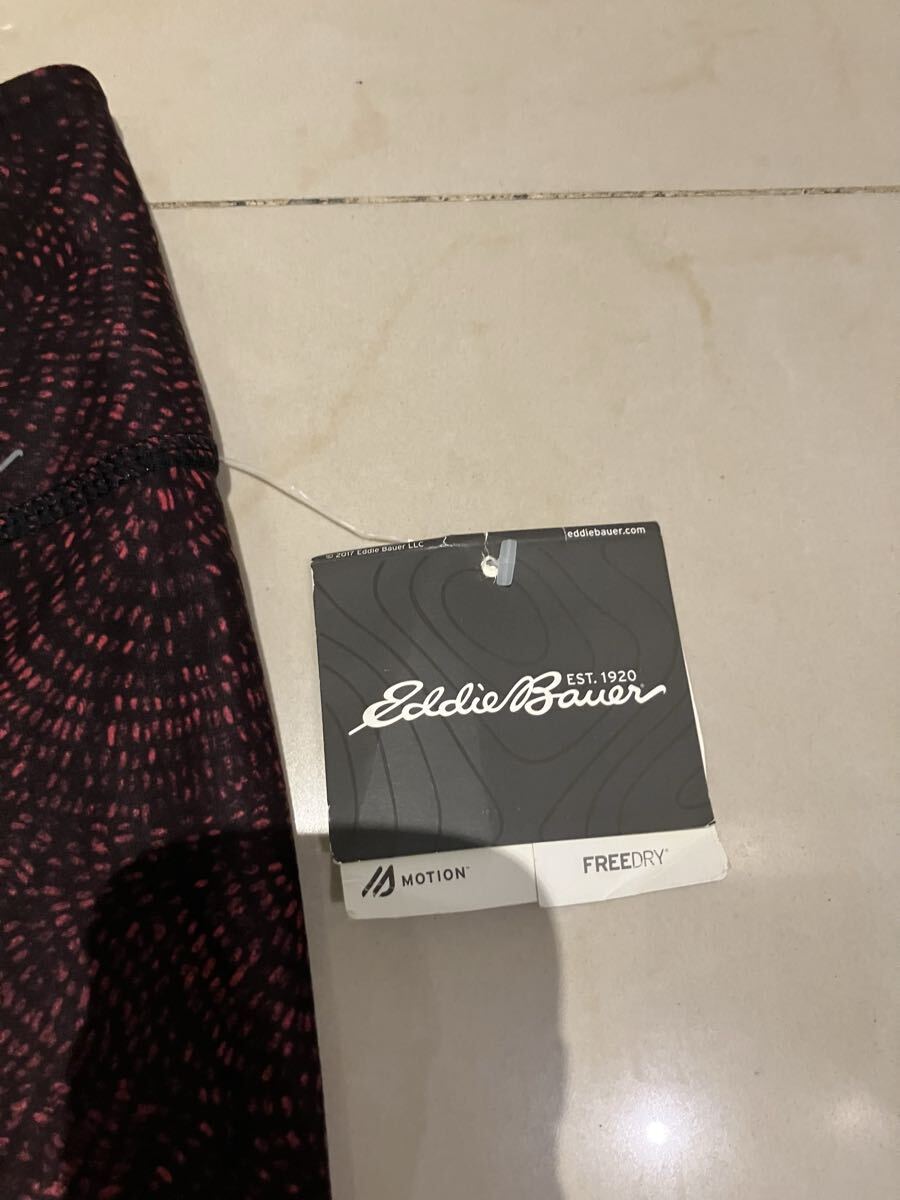 © 2017 Eddie Bauer LLC
eddiebauer.com
EST. 1920
Eddie Bauer®
MOTION™
FREEDRY®